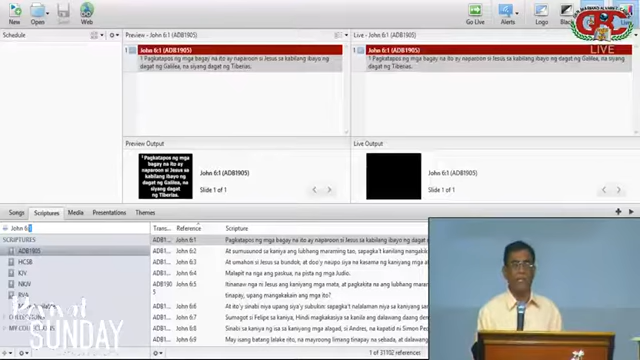 New
Open
Save
Web
Go Live
Alerts
Logo
Black
CBC
LIVE
Schedule
Preview - John 6:1 (ADB1905)
Live - John 6:1 (ADB1905)
John 6:1 (ADB1905)
1 Pagkatapos ng mga bagay na ito ay naparoon si Jesus sa kabilang ibayo ng
dagat ng Galilea, na siyang dagat ng Tiberias.
John 6:1 (ADB1905)
1 Pagkatapos ng mga bagay na ito ay naparoon si Jesus sa kabilang ibayo ng
dagat ng Galilea, na siyang dagat ng Tiberias.
Preview Output
Live Output
1 Pagkatapos ng mga
bagay na ito ay
naparoon si Jesus sa
kabilang ibayo ng
dagat ng Galilea, na
siyang dagat ng
Tiberias.
John 6:1 (ADB1905)
Slide 1 of 1
John 6:1 (ADB1905)
Slide 1 of 1
Songs
Scriptures
Media
Presentations
Themes
John 6:1
Trans...
Reference
Scripture
SCRIPTURES
ADB1905
HCSB
KJV
NKJV
RVA
ADB1... John 6:1 Pagkatapos ng mga bagay na ito ay naparoon si Jesus sa kabilang ibayo ng d
ADB1... John 6:2 At sumusunod sa kaniya ang lubhang maraming tao, sapagka't
ADB1... John 6:3 At umahon si Jesus sa bundok, at doo'y naupo siya na kasama ng kaniyang mga
ADB1... John 6:4 Malapit na nga ang paskua, na pista ng mga Judio.
ADB190 5 John 6:5 Itinanaw nga ni Jesus ang kaniyang mga mata, at pagkakita na ang lubhang
tinapay, upang mangakakain ang mga ito?
ADB1... John 6:6 At ito'y sinabi niya upang siya'y subukin: sapagka't nalalaman niya sa kaniyang
ADB1... John 6:7 Sumagot si Felipe sa kaniya, Hindi magkakasiya sa kanila ang dalawang daang
ADB1... John 6:8 Sinabi sa kaniya ng isa sa kaniyang mga alagad, si Andres, na kapatid ni Simon
ADB1... John 6:9 May isang batang lalake rito, na mayroong limang tinapay na sebada, at dalawang
SUNDAY
1 of 31102 references